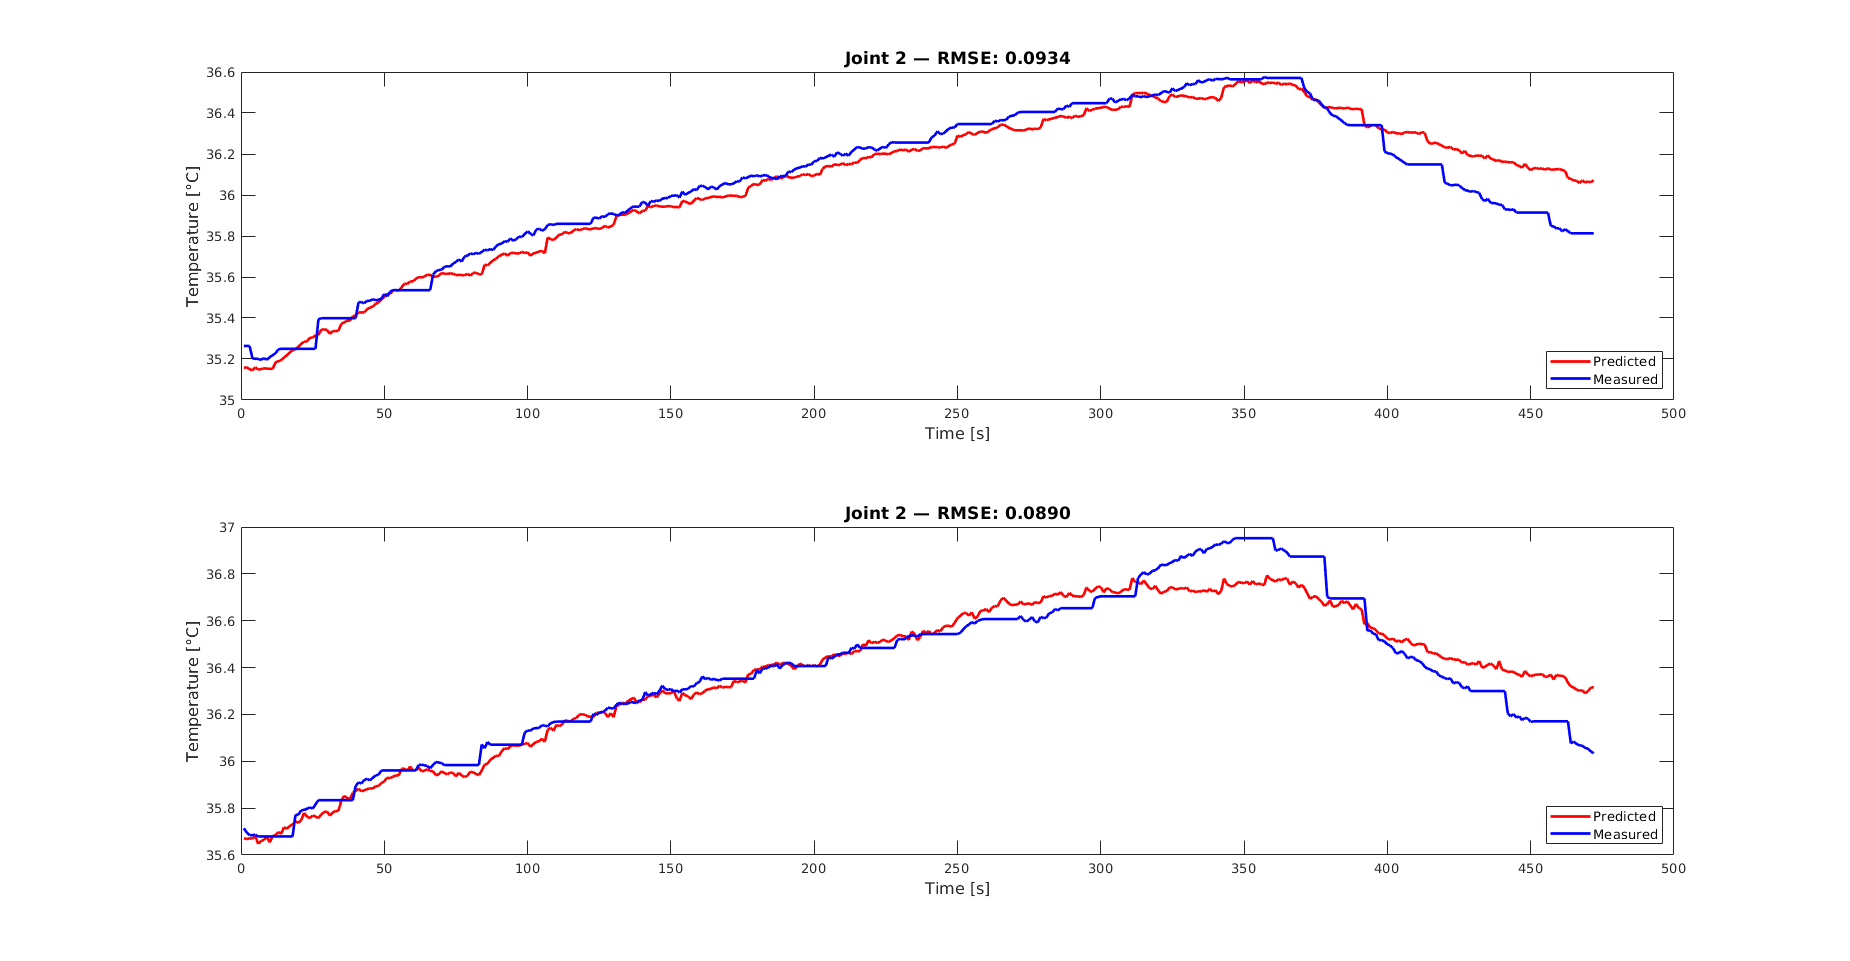 Joint 2 — RMSE: 0.0934
36.6
36.4
36.2
36
35.8
35.6
35.4
35.2
35
Temperature [°C]
Predicted
Measured
0 50 100 150 200 250 300 350 400 450 500
Time [s]
Joint 2 — RMSE: 0.0890
37
36.8
36.6
36.4
36.2
36
35.8
35.6
Temperature [°C]
Predicted
Measured
0 50 100 150 200 250 300 350 400 450 500
Time [s]